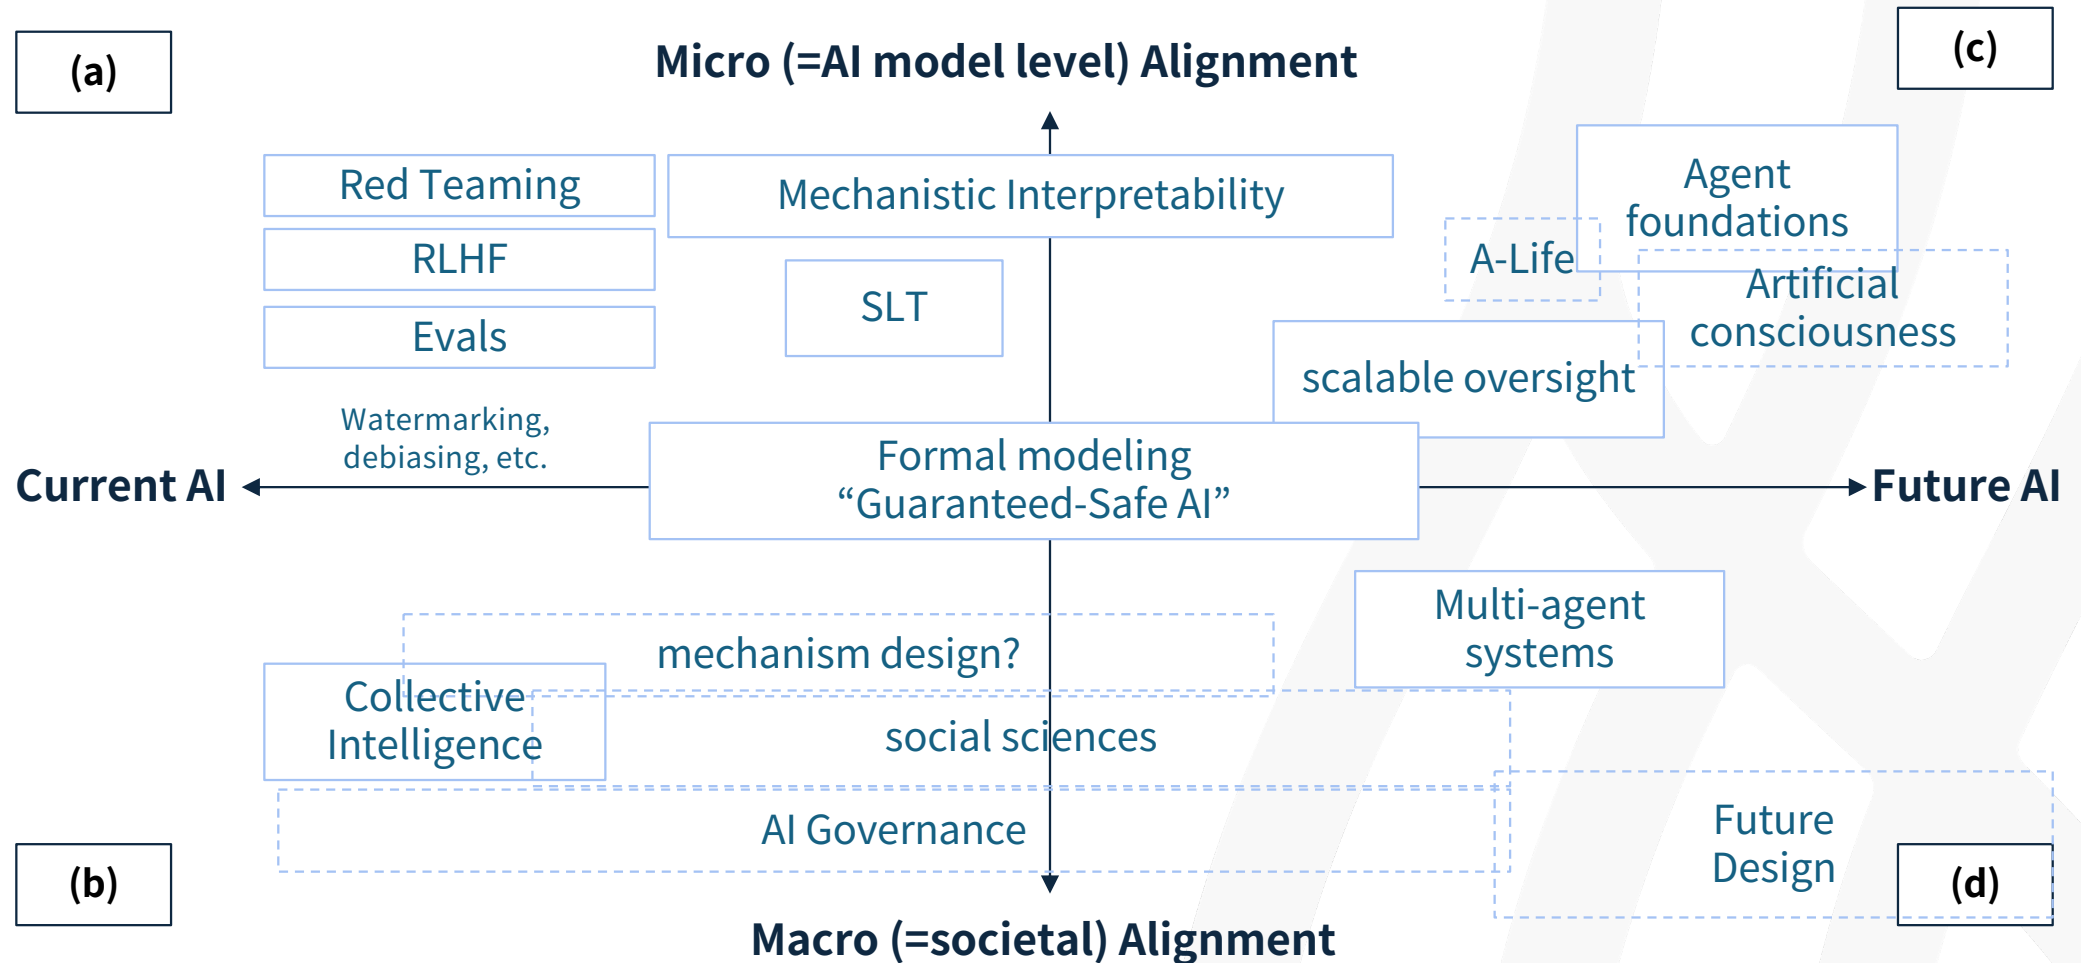 (a)
Micro (=AI model level) Alignment
(c)
Red Teaming
Mechanistic Interpretability
Agent
foundations
RLHF
A-Life
SLT
Artificial
consciousness
Evals
scalable oversight
Watermarking,
debiasing, etc.
Formal modeling
“Guaranteed-Safe AI”
Current AI
Future AI
Multi-agent
systems
mechanism design?
Collective
Intelligence
social sciences
AI Governance
Future
Design
(b)
(d)
Macro (=societal) Alignment